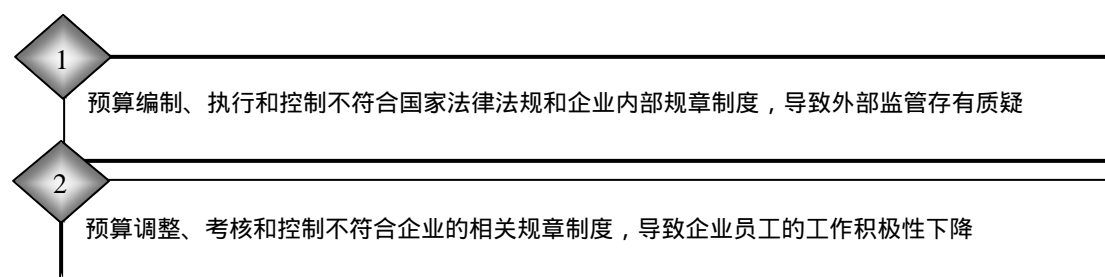 1
预算编制、执行和控制不符合国家法律法规和企业内部规章制度，导致外部监管存有质疑
2
预算调整、考核和控制不符合企业的相关规章制度，导致企业员工的工作积极性下降